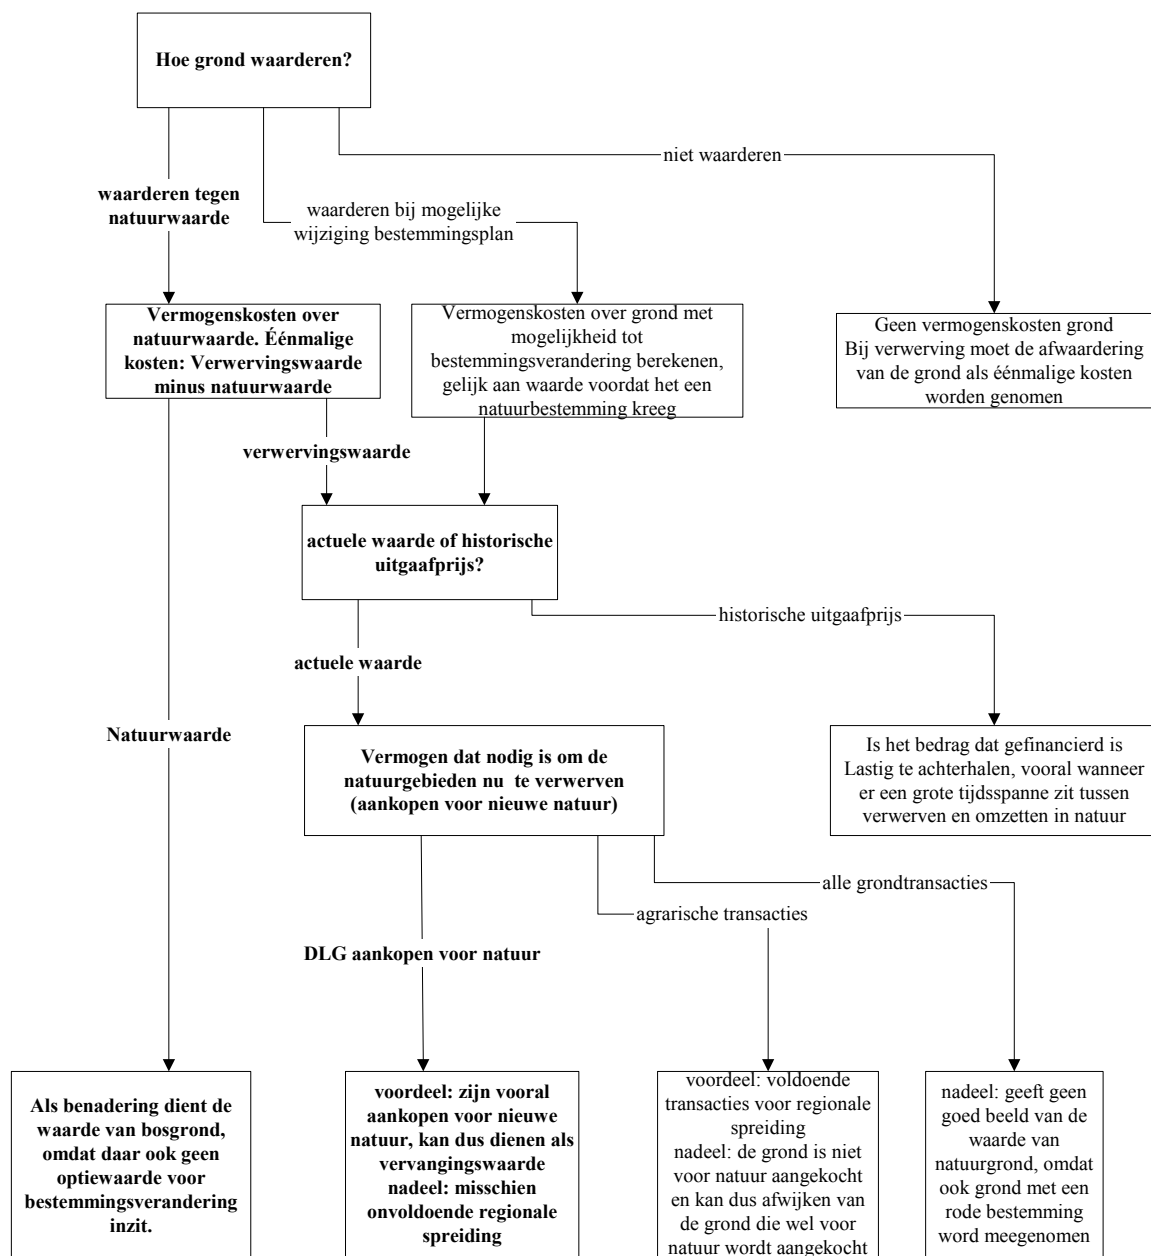 Hoe grond waarderen?
niet waarderen
waarderen tegen
natuurwaarde
waarderen bij mogelijke
wijziging bestemmingsplan
Vermogenskosten over
natuurwaarde. Éénmalige
kosten: Verwervingswaarde
minus natuurwaarde
Vermogenskosten over grond met
mogelijkheid tot
bestemmingsverandering berekenen,
gelijk aan waarde voordat het een
natuurbestemming kreeg
Geen vermogenskosten grond
Bij verwerving moet de afwaardering
van de grond als éénmalige kosten
worden genomen
verwervingswaarde
actuele waarde of historische
uitgaafprijs?
historische uitgaafprijs
actuele waarde
Natuurwaarde
Vermogen dat nodig is om de
natuurgebieden nu te verwerven
(aankopen voor nieuwe natuur)
Is het bedrag dat gefinancierd is
Lastig te achterhalen, vooral wanneer
er een grote tijdsspanne zit tussen
verwerven en omzetten in natuur
alle grondtransacties
agrarische transacties
DLG aankopen voor natuur
Als benadering dient de
waarde van bosgrond,
omdat daar ook geen
optiewaarde voor
bestemmingsverandering
inzit.
voordeel: zijn vooral
aankopen voor nieuwe
natuur, kan dus dienen als
vervangingswaarde
nadeel: misschien
onvoldoende regionale
spreiding
voordeel: voldoende
transacties voor regionale
spreiding
nadeel: de grond is niet
voor natuur aangekocht
en kan dus afwijken van
de grond die wel voor
natuur wordt aangekocht
nadeel: geeft geen
goed beeld van de
waarde van
natuurgrond, omdat
ook grond met een
rode bestemming
word meegenomen